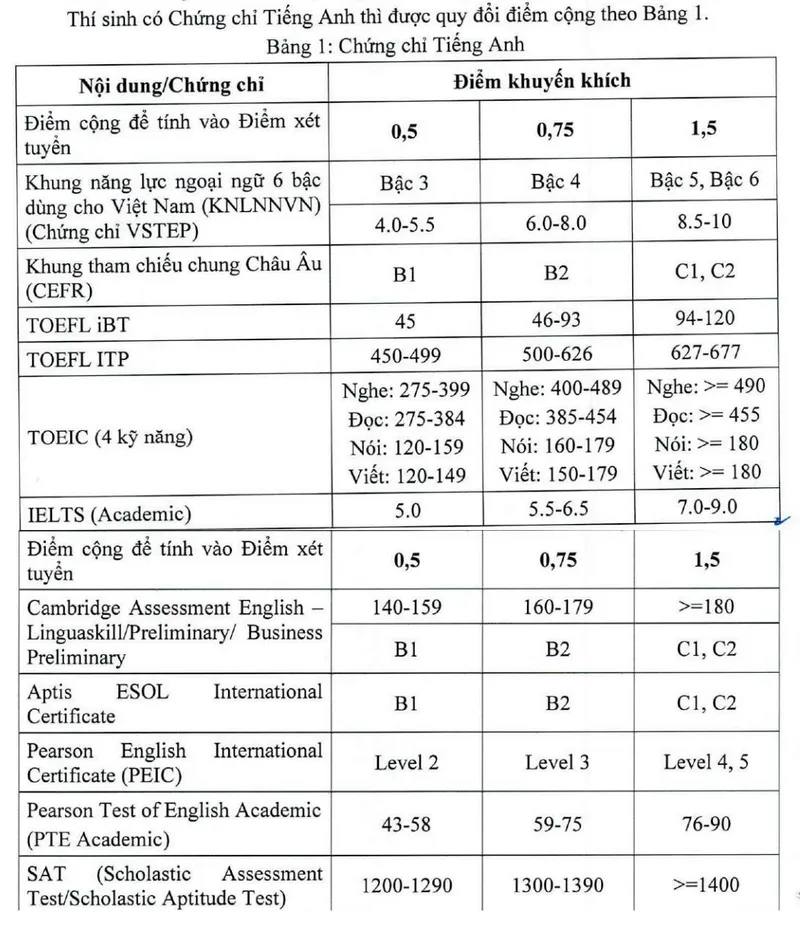 Thí sinh có Chứng chỉ Tiếng Anh thì được quy đổi điểm cộng theo Bảng 1.
Bảng 1: Chứng chỉ Tiếng Anh
Nội dung/Chứng chỉ Điểm khuyến khích
Điểm cộng để tính vào Điểm xét
tuyển 0,5 0,75 1,5
Khung năng lực ngoại ngữ 6 bậc
dùng cho Việt Nam (KNLNNVN)
(Chứng chỉ VSTEP)
Bậc 3 Bậc 4 Bậc 5, Bậc 6
4.0-5.5 6.0-8.0 8.5-10
Khung tham chiếu chung Châu Âu
(CEFR) B1 B2 C1, C2
TOEFL iBT 45 46-93 94-120
TOEFL ITP 450-499 500-626 627-677
TOEIC (4 kỹ năng)
Nghe: 275-399 Nghe: 400-489 Nghe: >= 490
Đọc: 275-384 Đọc: 385-454 Đọc: >= 455
Nói: 120-159 Nói: 160-179 Nói: >= 180
Viết: 120-149 Viết: 150-179 Viết: >= 180
IELTS (Academic) 5.0 5.5-6.5 7.0-9.0
Điểm cộng để tính vào Điểm xét
tuyển 0,5 0,75 1,5
Cambridge Assessment English –
Linguaskill/Preliminary/ Business
Preliminary
140-159 160-179 >=180
B1 B2 C1, C2
Aptis ESOL International
Certificate B1 B2 C1, C2
Pearson English International
Certificate (PEIC) Level 2 Level 3 Level 4, 5
Pearson Test of English Academic
(PTE Academic) 43-58 59-75 76-90
SAT (Scholastic Assessment
Test/Scholastic Aptitude Test) 1200-1290 1300-1390 >=1400